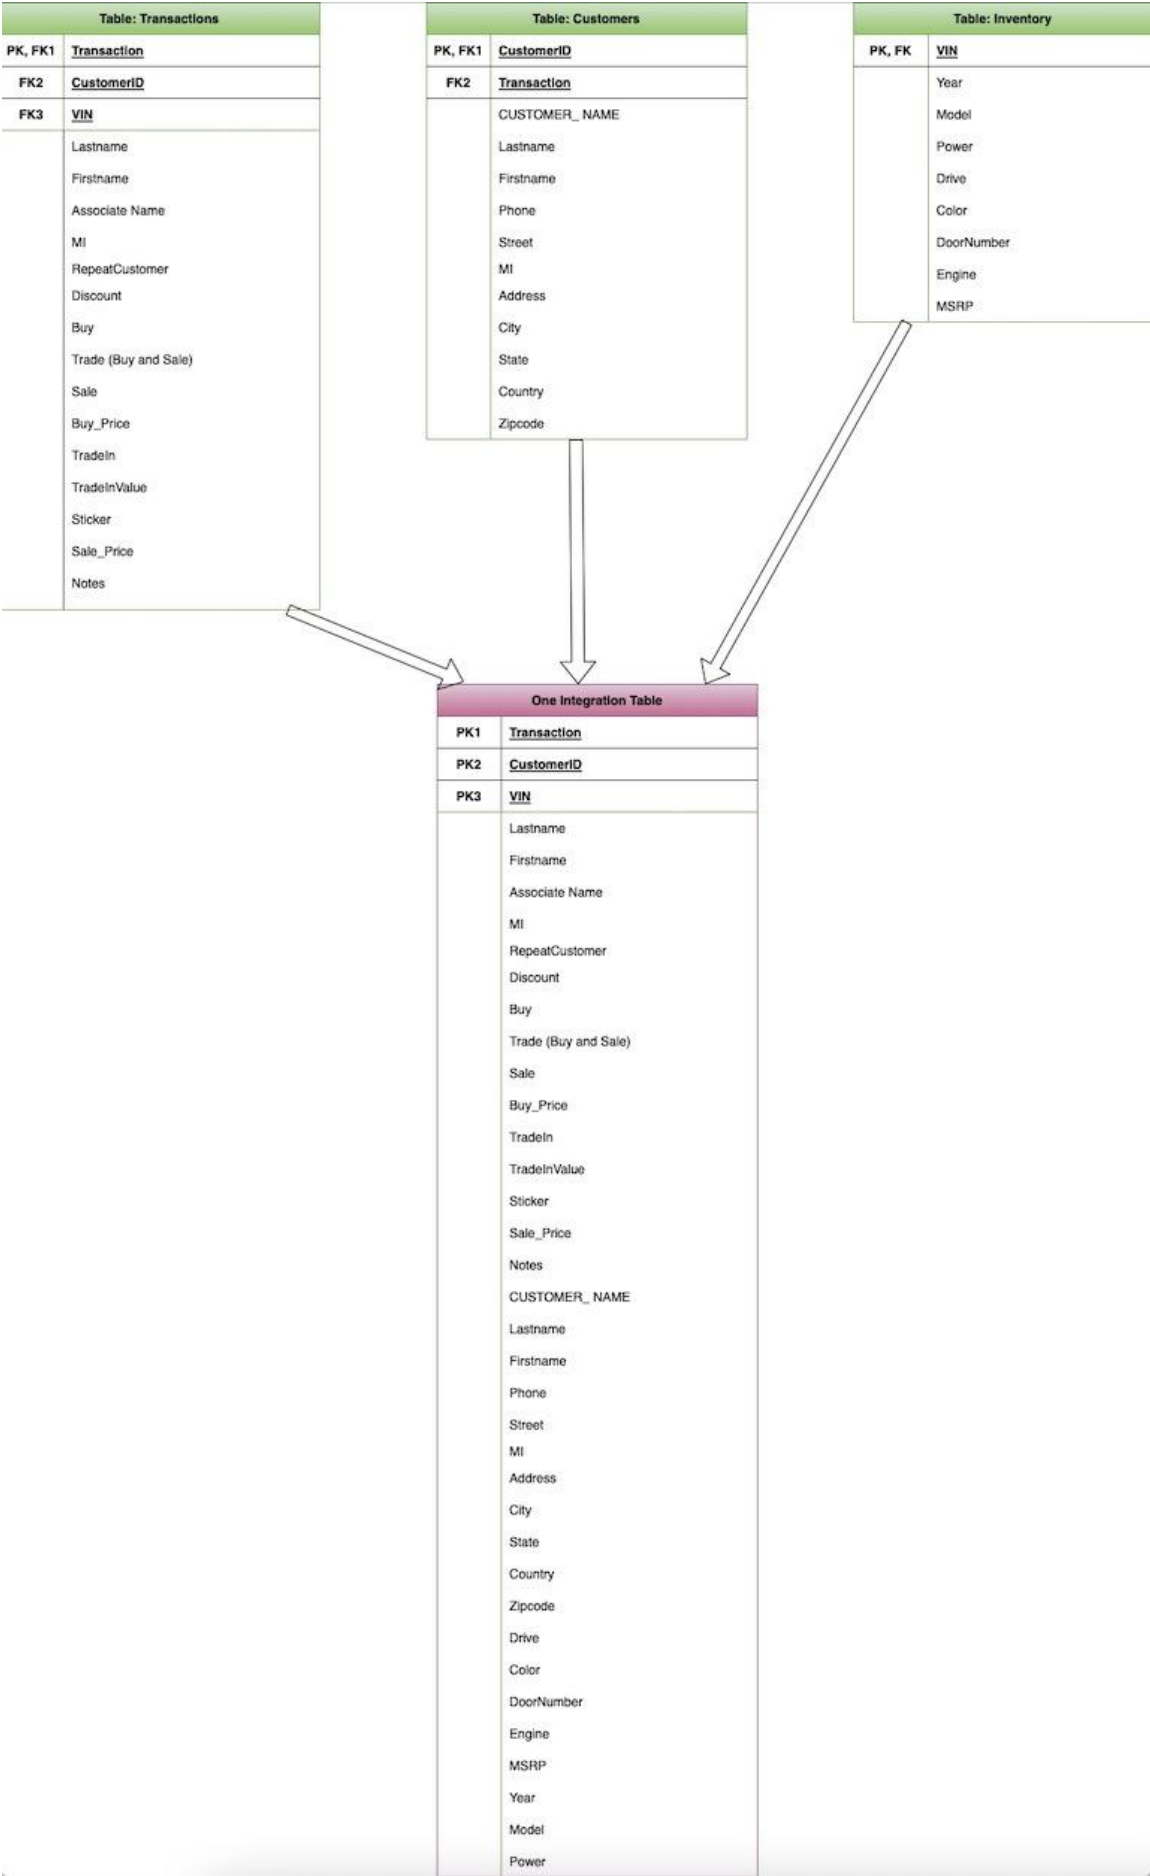 Table: Transactions
PK, FK1 Transaction
FK2 CustomerID
FK3 VIN
Lastname
Firstname
Associate Name
MI
RepeatCustomer
Discount
Buy
Trade (Buy and Sale)
Sale
Buy_Price
TradeIn
TradeInValue
Sticker
Sale_Price
Notes
Table: Customers
PK, FK1 CustomerID
FK2 Transaction
CUSTOMER_ NAME
Lastname
Firstname
Phone
Street
MI
Address
City
State
Country
Zipcode
Table: Inventory
PK, FK VIN
Year
Model
Power
Drive
Color
DoorNumber
Engine
MSRP
One Integration Table
PK1 Transaction
PK2 CustomerID
PK3 VIN
Lastname
Firstname
Associate Name
MI
RepeatCustomer
Discount
Buy
Trade (Buy and Sale)
Sale
Buy_Price
TradeIn
TradeInValue
Sticker
Sale_Price
Notes
CUSTOMER_ NAME
Lastname
Firstname
Phone
Street
MI
Address
City
State
Country
Zipcode
Drive
Color
DoorNumber
Engine
MSRP
Year
Model
Power